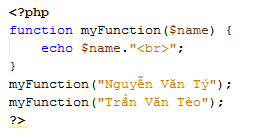 <?php
function myFunction($name) {
    echo $name."<br>";
}
myFunction("Nguyễn Văn Tý");
myFunction("Trần Văn Tèo");
?>